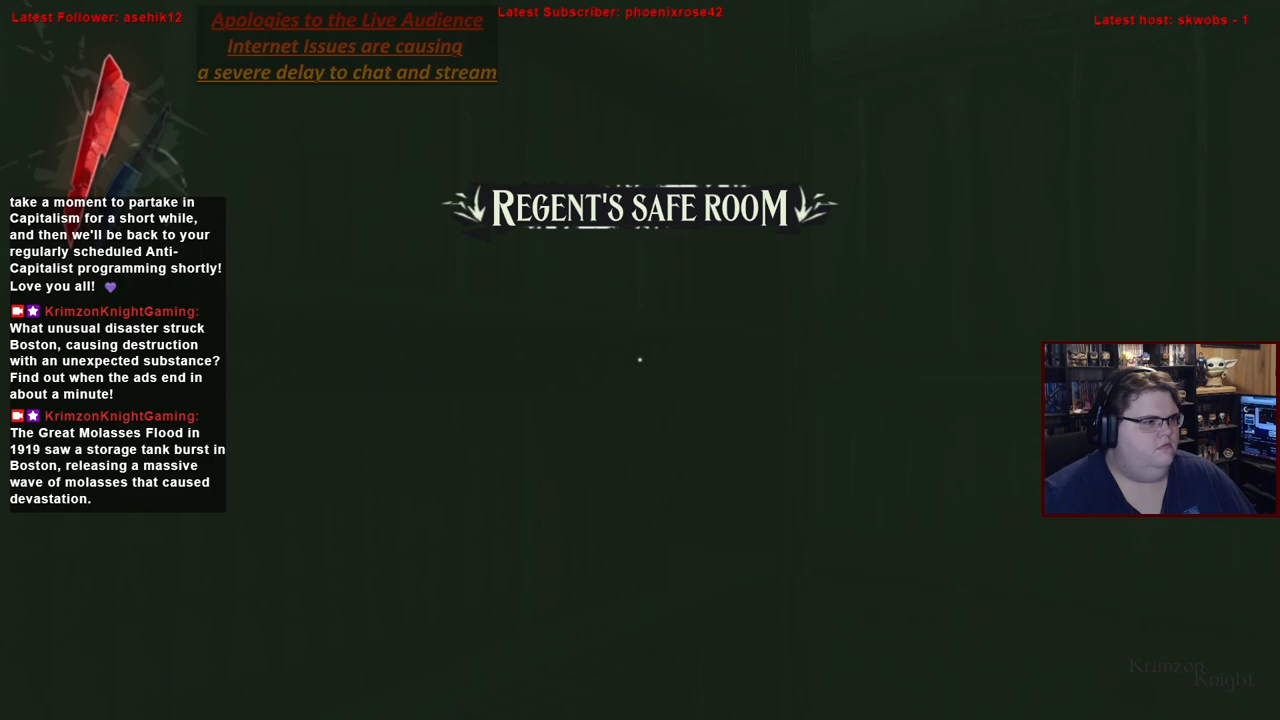 Latest Follower: asehik12
Apologies to the Live Audience
Internet Issues are causing
a severe delay to chat and stream
Latest Subscriber: phoenixrose42
Latest host: skwobs - 1
REGENT'S SAFE ROOM
take a moment to partake in
Capitalism for a short while,
and then we'll be back to your
regularly scheduled Anti-
Capitalist programming shortly!
Love you all!
KrimzonKnightGaming:
What unusual disaster struck
Boston, causing destruction
with an unexpected substance?
Find out when the ads end in
about a minute!
KrimzonKnightGaming:
The Great Molasses Flood in
1919 saw a storage tank burst in
Boston, releasing a massive
wave of molasses that caused
devastation.
Krimzon
Knight